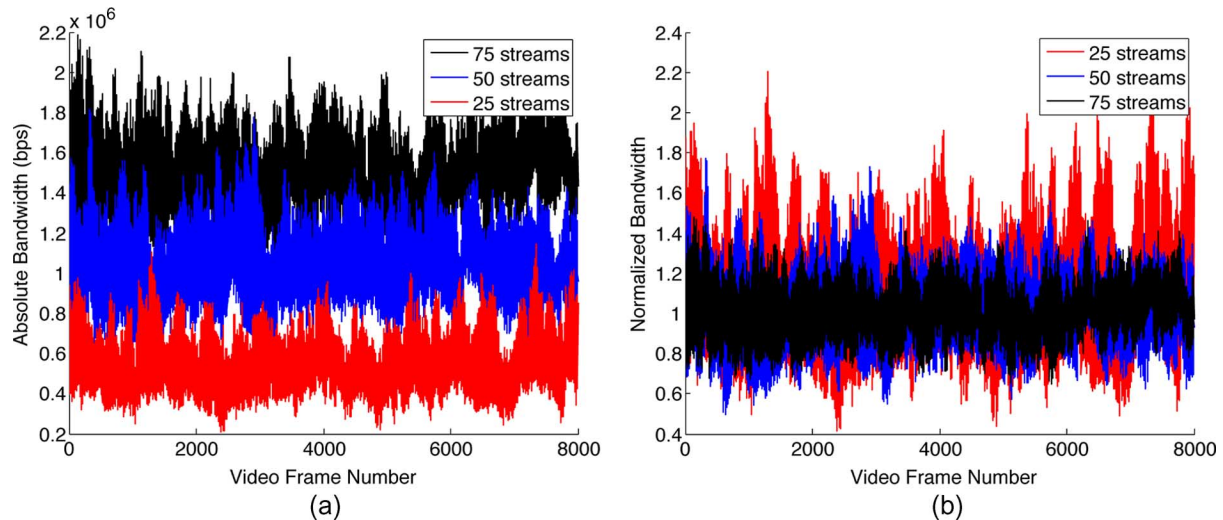 x 10⁶
2.2
2
1.8
1.6
1.4
1.2
1
0.8
0.6
0.4
0.2
Absolute Bandwidth (bps)
75 streams
50 streams
25 streams
0 2000 4000 6000 8000
Video Frame Number
(a)
2.4
2.2
2
1.8
1.6
1.4
1.2
1
0.8
0.6
0.4
Normalized Bandwidth
25 streams
50 streams
75 streams
0 2000 4000 6000 8000
Video Frame Number
(b)